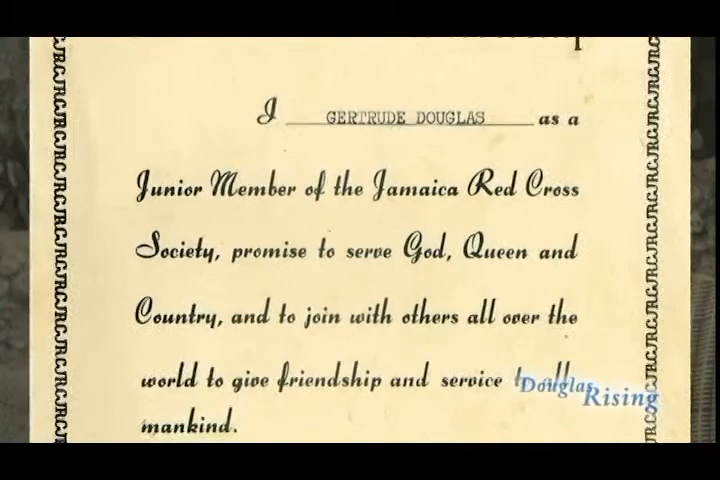 I GERTRUDE DOUGLAS as a
Junior Member of the Jamaica Red Cross
Society, promise to serve God, Queen and
Country, and to join with others all over the
world to give friendship and service
mankind.
Douglas
Rising